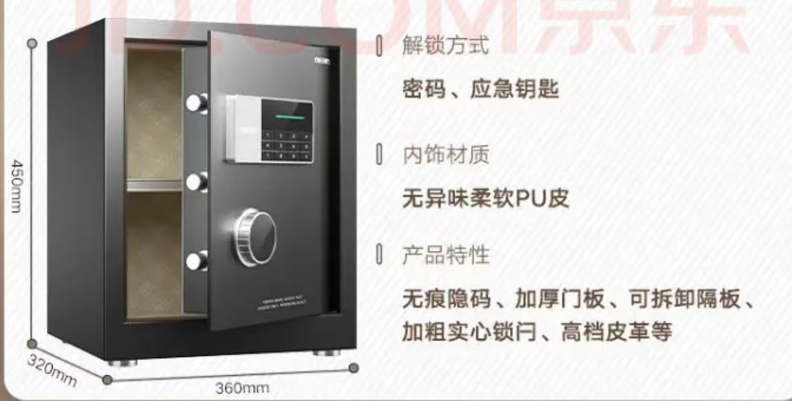 JD.COM京东
解锁方式
密码、应急钥匙
内饰材质
无异味柔软PU皮
产品特性
无痕隐码、加厚门板、可拆卸隔板、
加粗实心锁闩、高档皮革等
450mm
320mm
360mm